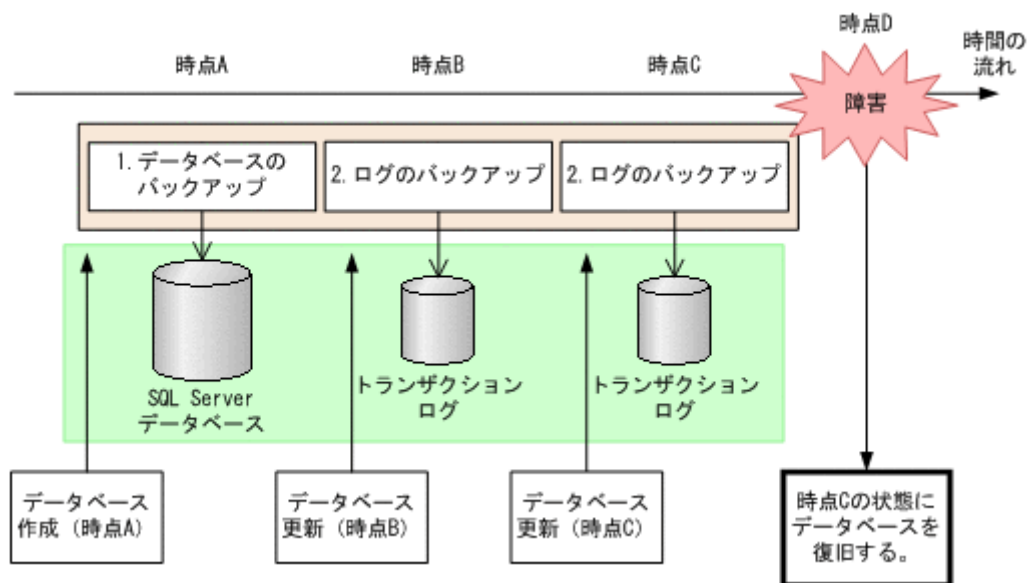 時点D
時間の
流れ
時点A
時点B
時点C
障害
1.データベースの
バックアップ
2.ログのバックアップ
2.ログのバックアップ
SQL Server
データベース
トランザクション
ログ
トランザクション
ログ
データベース
作成（時点A）
データベース
更新（時点B）
データベース
更新（時点C）
時点Cの状態に
データベースを
復旧する。